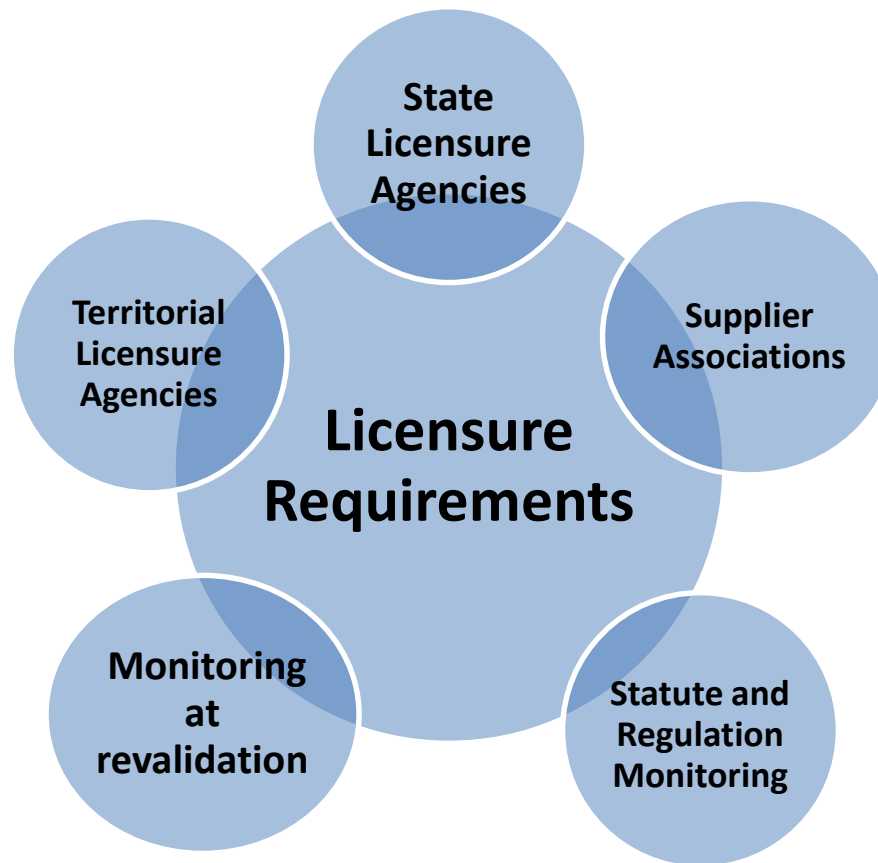 State
Licensure
Agencies
Territorial
Licensure
Agencies
Supplier
Associations
Licensure
Requirements
Monitoring
at
revalidation
Statute and
Regulation
Monitoring